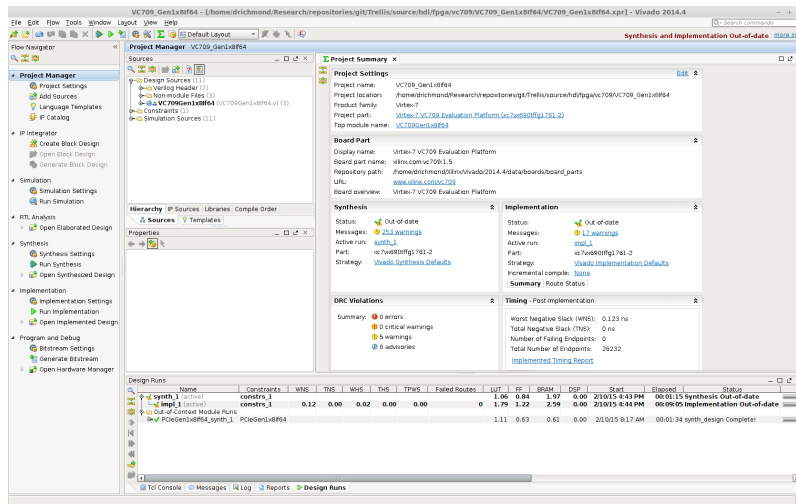 VC709_Gen1x8If64 - [/home/drichmond/Research/repositories/git/Trellis/source/hdl/fpga/vc709/VC709_Gen1x8If64/VC709_Gen1x8If64.xpr] - Vivado 2014.4
File Edit Flow Tools Window Layout View Help
Search commands
Default Layout
Synthesis and Implementation Out-of-date more in
Flow Navigator
Project Manager
Project Settings
Add Sources
Language Templates
IP Catalog
IP Integrator
Create Block Design
Open Block Design
Generate Block Design
Simulation
Simulation Settings
Run Simulation
RTL Analysis
Open Elaborated Design
Synthesis
Synthesis Settings
Run Synthesis
Open Synthesized Design
Implementation
Implementation Settings
Run Implementation
Open Implemented Design
Program and Debug
Bitstream Settings
Generate Bitstream
Open Hardware Manager
Project Manager - VC709_Gen1x8If64
Sources
Design Sources (11)
Verilog Header (7)
Non-module Files (3)
VC709Gen1x8If64 (VC709Gen1x8If64.v) (3)
Constraints (1)
Simulation Sources (11)
Hierarchy IP Sources Libraries Compile Order
Sources Templates
Properties
Project Summary
Project Settings Edit
Project name: VC709_Gen1x8If64
Project location: /home/drichmond/Research/repositories/git/Trellis/source/hdl/fpga/vc709/VC709_Gen1x8If64
Product family: Virtex-7
Project part: Virtex-7 VC709 Evaluation Platform (xc7vx690tffg1761-2)
Top module name: VC709Gen1x8If64
Board Part
Display name: Virtex-7 VC709 Evaluation Platform
Board part name: xilinx.com:vc709:1.5
Repository path: /home/drichmond/Xilinx/Vivado/2014.4/data/boards/board_parts
URL: www.xilinx.com/vc709
Board overview: Virtex-7 VC709 Evaluation Platform
Synthesis
Status: Out-of-date
Messages: 253 warnings
Active run: synth_1
Part: xc7vx690tffg1761-2
Strategy: Vivado Synthesis Defaults
Implementation
Status: Out-of-date
Messages: 17 warnings
Active run: impl_1
Part: xc7vx690tffg1761-2
Strategy: Vivado Implementation Defaults
Incremental compile: None
Summary Route Status
DRC Violations
Summary: 0 errors
0 critical warnings
5 warnings
8 advisories
Timing - Post-Implementation
Worst Negative Slack (WNS): 0.123 ns
Total Negative Slack (TNS): 0 ns
Number of Failing Endpoints: 0
Total Number of Endpoints: 26232
Implemented Timing Report
Design Runs
Name Constraints WNS TNS WHS THS TPWS Failed Routes LUT FF BRAM DSP Start Elapsed Status
synth_1 (active) constrs_1 1.06 0.84 1.97 0.00 2/10/15 4:43 PM 00:01:15 Synthesis Out-of-date
impl_1 (active) constrs_1 0.12 0.00 0.02 0.00 0.00 0 1.79 1.22 2.59 0.00 2/10/15 4:44 PM 00:09:05 Implementation Out-of-date
Out-of-Context Module Runs
PCIeGen1x8If64_synth_1 PCIeGen1x8If64 1.11 0.63 0.61 0.00 2/10/15 8:17 AM 00:01:34 synth_design Complete!
Tcl Console Messages Log Reports Design Runs